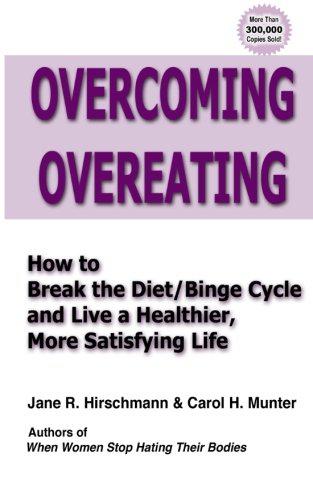 More Than
300,000
Copies Sold!
OVERCOMING
OVEREATING
How to
Break the Diet/Binge Cycle
and Live a Healthier,
More Satisfying Life
Jane R. Hirschmann & Carol H. Munter
Authors of
When Women Stop Hating Their Bodies